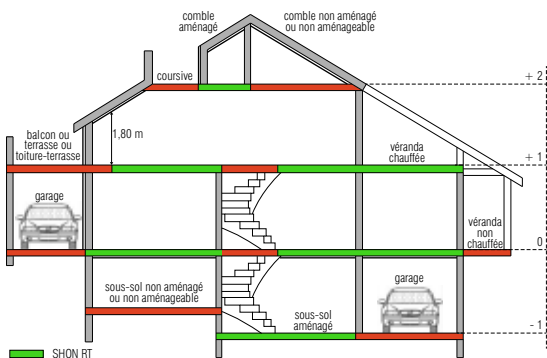 comble
aménagé
comble non aménagé
ou non aménageable
coursive
+ 2
1,80 m
balcon ou
terrasse ou
toiture-terrasse
véranda
chauffée
+ 1
garage
véranda
non
chauffée
0
sous-sol non aménagé
ou non aménageable
garage
sous-sol
aménagé
- 1
SHON RT